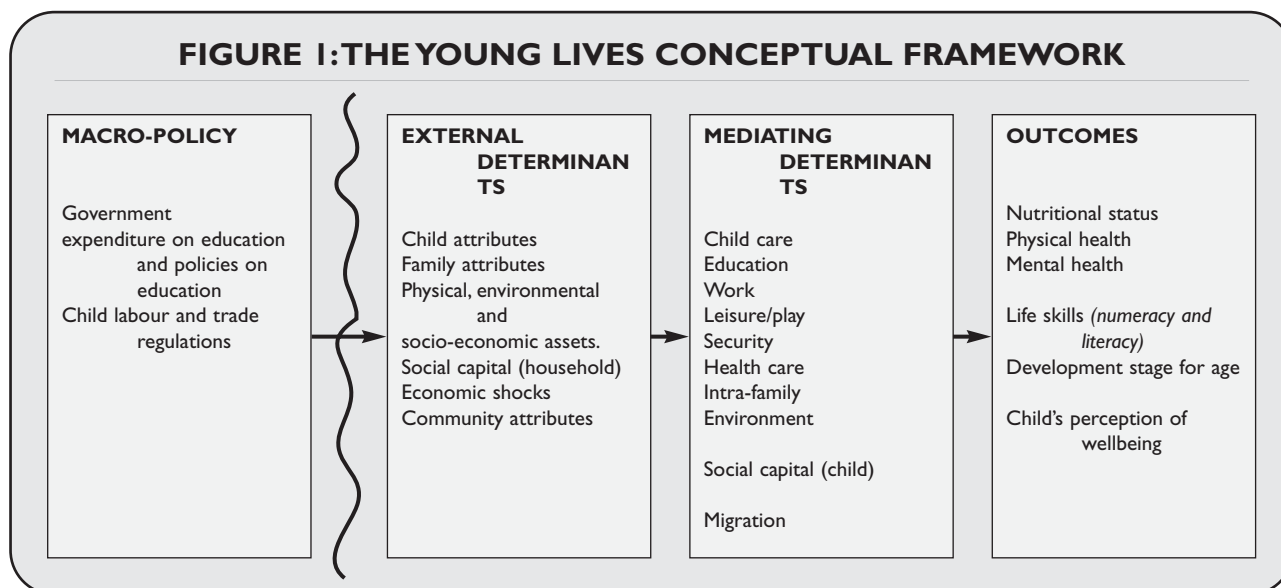 FIGURE 1: THE YOUNG LIVES CONCEPTUAL FRAMEWORK
MACRO-POLICY
Government
expenditure on education
and policies on
education
Child labour and trade
regulations
EXTERNAL
DETERMINAN
TS
Child attributes
Family attributes
Physical, environmental
and
socio-economic assets.
Social capital (household)
Economic shocks
Community attributes
MEDIATING
DETERMINAN
TS
Child care
Education
Work
Leisure/play
Security
Health care
Intra-family
Environment
Social capital (child)
Migration
OUTCOMES
Nutritional status
Physical health
Mental health
Life skills (numeracy and
literacy)
Development stage for age
Child’s perception of
wellbeing